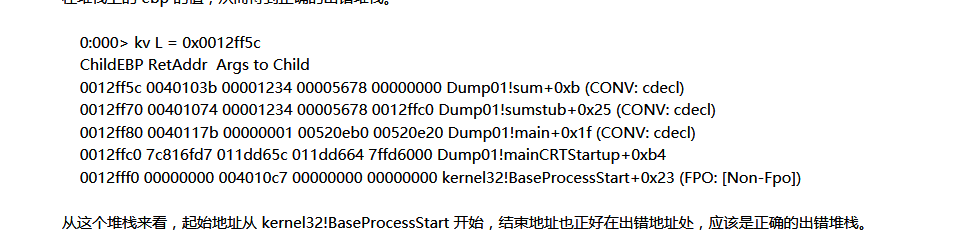 在堆栈上的 ebp 的值，从而得到正确的出错堆栈。
0:000> kv L = 0x0012ff5c
ChildEBP RetAddr  Args to Child
0012ff5c 0040103b 00001234 00005678 00000000 Dump01!sum+0xb (CONV: cdecl)
0012ff70 00401074 00001234 00005678 0012ffc0 Dump01!sumstub+0x25 (CONV: cdecl)
0012ff80 0040117b 00000001 00520eb0 00520e20 Dump01!main+0x1f (CONV: cdecl)
0012ffc0 7c816fd7 011dd65c 011dd664 7ffd6000 Dump01!mainCRTStartup+0xb4
0012fff0 00000000 004010c7 00000000 00000000 kernel32!BaseProcessStart+0x23 (FPO: [Non-Fpo])
从这个堆栈来看，起始地址从 kernel32!BaseProcessStart 开始，结束地址也正好在出错地址处，应该是正确的出错堆栈。